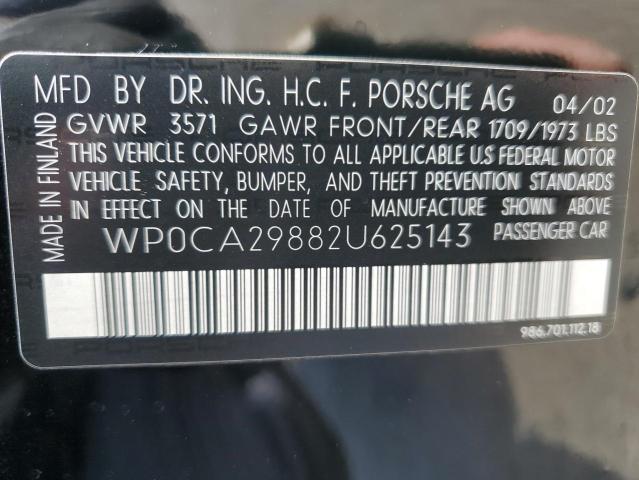 MFD BY DR. ING. H.C. F. PORSCHE AG 04/02
GVWR 3571 GAWR FRONT/REAR 1709/1973 LBS
THIS VEHICLE CONFORMS TO ALL APPLICABLE U.S FEDERAL MOTOR
VEHICLE SAFETY, BUMPER, AND THEFT PREVENTION STANDARDS
IN EFFECT ON THE DATE OF MANUFACTURE SHOWN ABOVE.
WP0CA29882U625143 PASSENGER CAR
MADE IN FINLAND
986.701.112.18